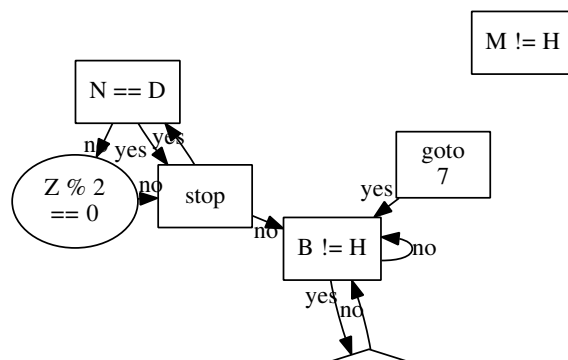 M != H
N == D
no
yes
yes
goto
7
Z % 2
== 0
no
stop
yes
no
B != H
no
yes
no